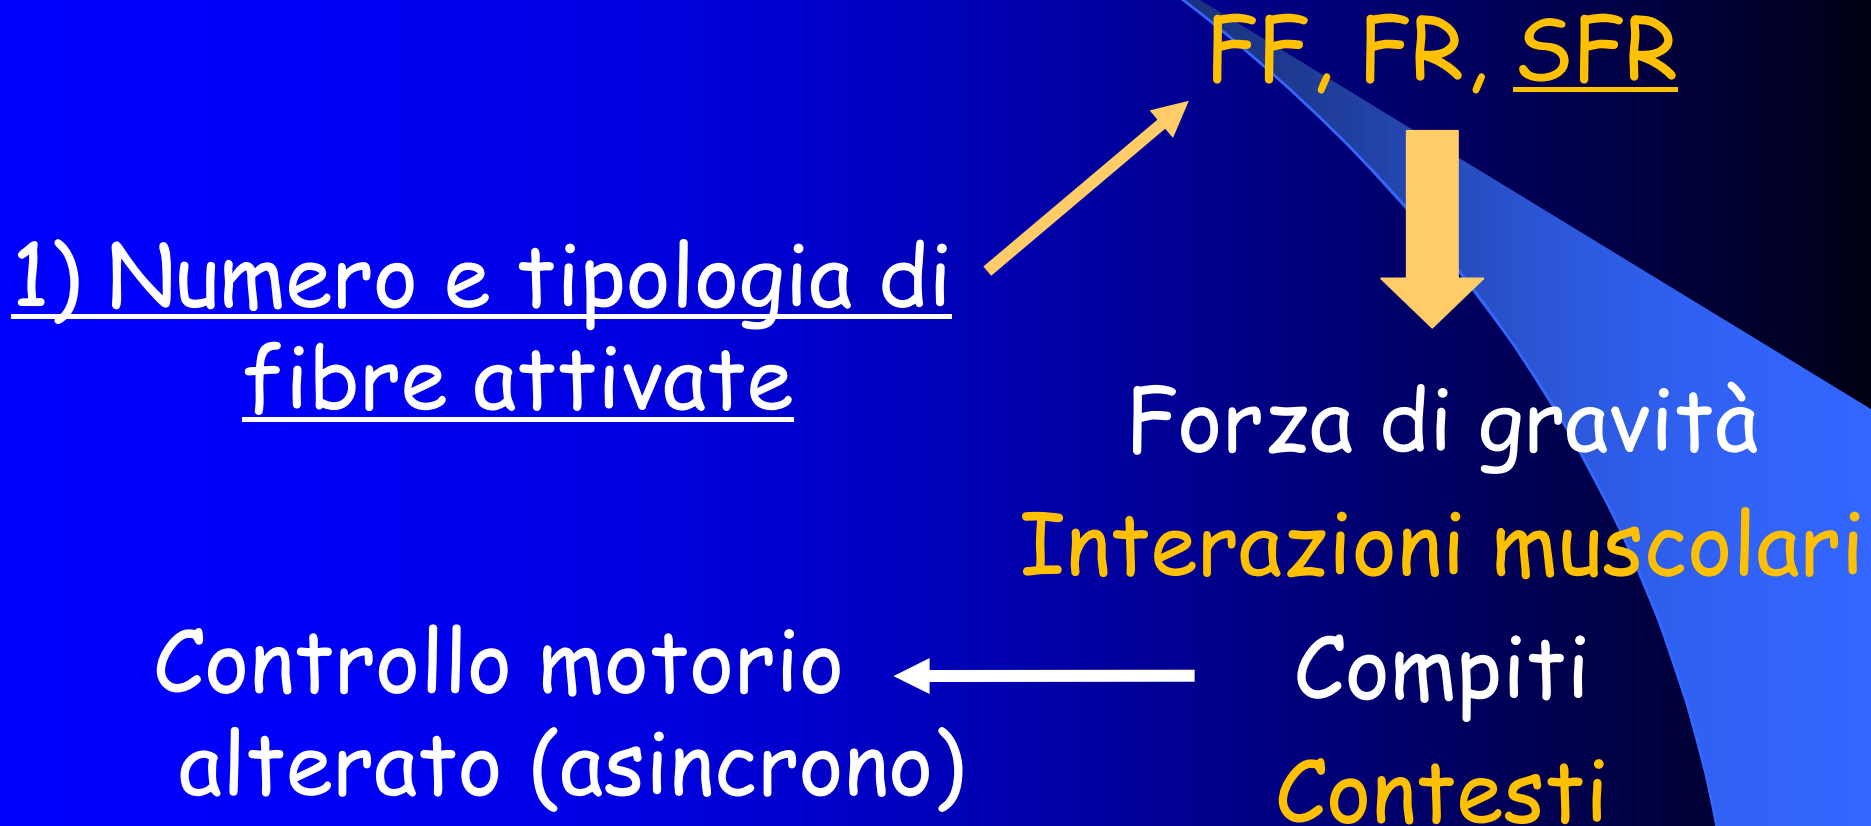 FF, FR, SFR
1) Numero e tipologia di
fibre attivate
Forza di gravità
Interazioni muscolari
Compiti
Contesti
Controllo motorio
alterato (asincrono)